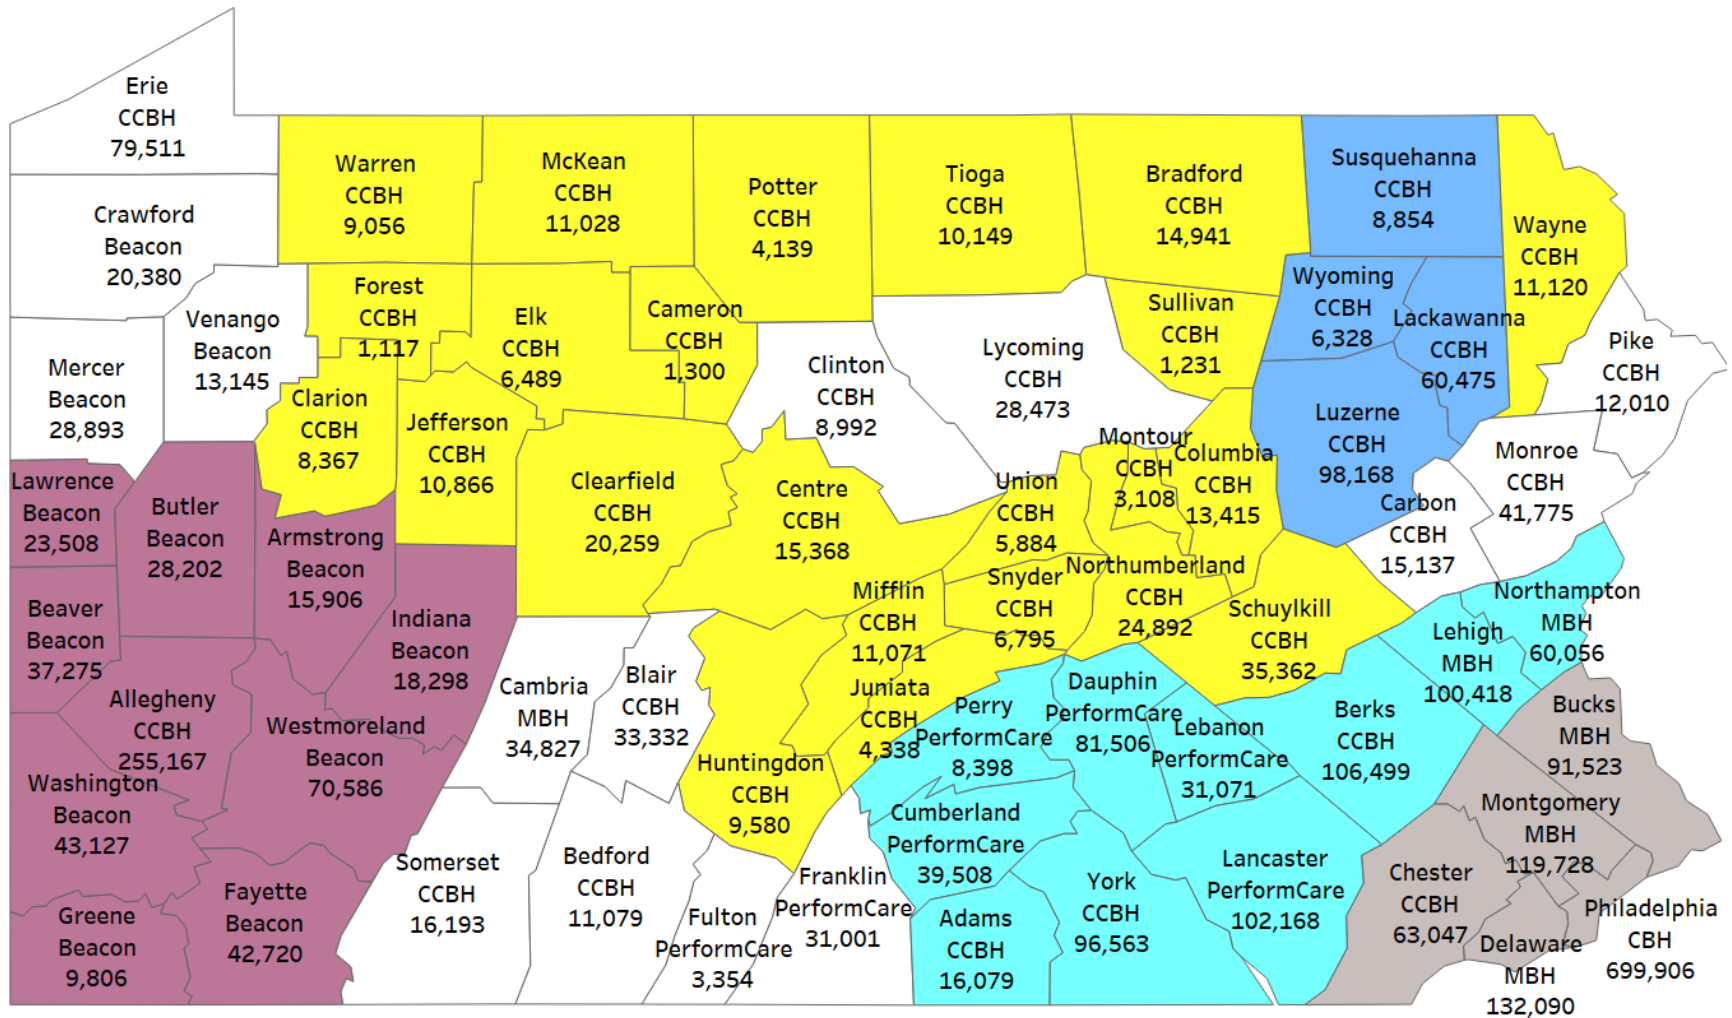 Erie
CCBH
79,511
Crawford
Beacon
20,380
Mercer
Beacon
28,893
Venango
Beacon
13,145
Warren
CCBH
9,056
McKean
CCBH
11,028
Potter
CCBH
4,139
Tioga
CCBH
10,149
Bradford
CCBH
14,941
Susquehanna
CCBH
8,854
Wayne
CCBH
11,120
Forest
CCBH
1,117
Elk
CCBH
6,489
Cameron
CCBH
1,300
Clinton
CCBH
8,992
Lycoming
CCBH
28,473
Sullivan
CCBH
1,231
Wyoming
CCBH
6,328
Lackawanna
CCBH
60,475
Pike
CCBH
12,010
Clarion
CCBH
8,367
Jefferson
CCBH
10,866
Clearfield
CCBH
20,259
Centre
CCBH
15,368
Union
CCBH
5,884
Montour
CCBH
3,108
Columbia
CCBH
13,415
Luzerne
CCBH
98,168
Carbon
CCBH
15,137
Monroe
CCBH
41,775
Lawrence
Beacon
23,508
Butler
Beacon
28,202
Armstrong
Beacon
15,906
Indiana
Beacon
18,298
Beaver
Beacon
37,275
Allegheny
CCBH
255,167
Westmoreland
Beacon
70,586
Washington
Beacon
43,127
Greene
Beacon
9,806
Fayette
Beacon
42,720
Cambria
MBH
34,827
Blair
CCBH
33,332
Somerset
CCBH
16,193
Bedford
CCBH
11,079
Fulton
PerformCare
3,354
Franklin
PerformCare
31,001
Huntingdon
CCBH
9,580
Mifflin
CCBH
11,071
Juniata
CCBH
4,338
Snyder
CCBH
6,795
Northumberland
CCBH
24,892
Schuylkill
CCBH
35,362
Perry
PerformCare
8,398
Dauphin
PerformCare
81,506
Lebanon
PerformCare
31,071
Cumberland
PerformCare
39,508
Adams
CCBH
16,079
York
CCBH
96,563
Lancaster
PerformCare
102,168
Berks
CCBH
106,499
Lehigh
MBH
100,418
Northampton
MBH
60,056
Bucks
MBH
91,523
Montgomery
MBH
119,728
Chester
CCBH
63,047
Delaware
MBH
132,090
Philadelphia
CBH
699,906